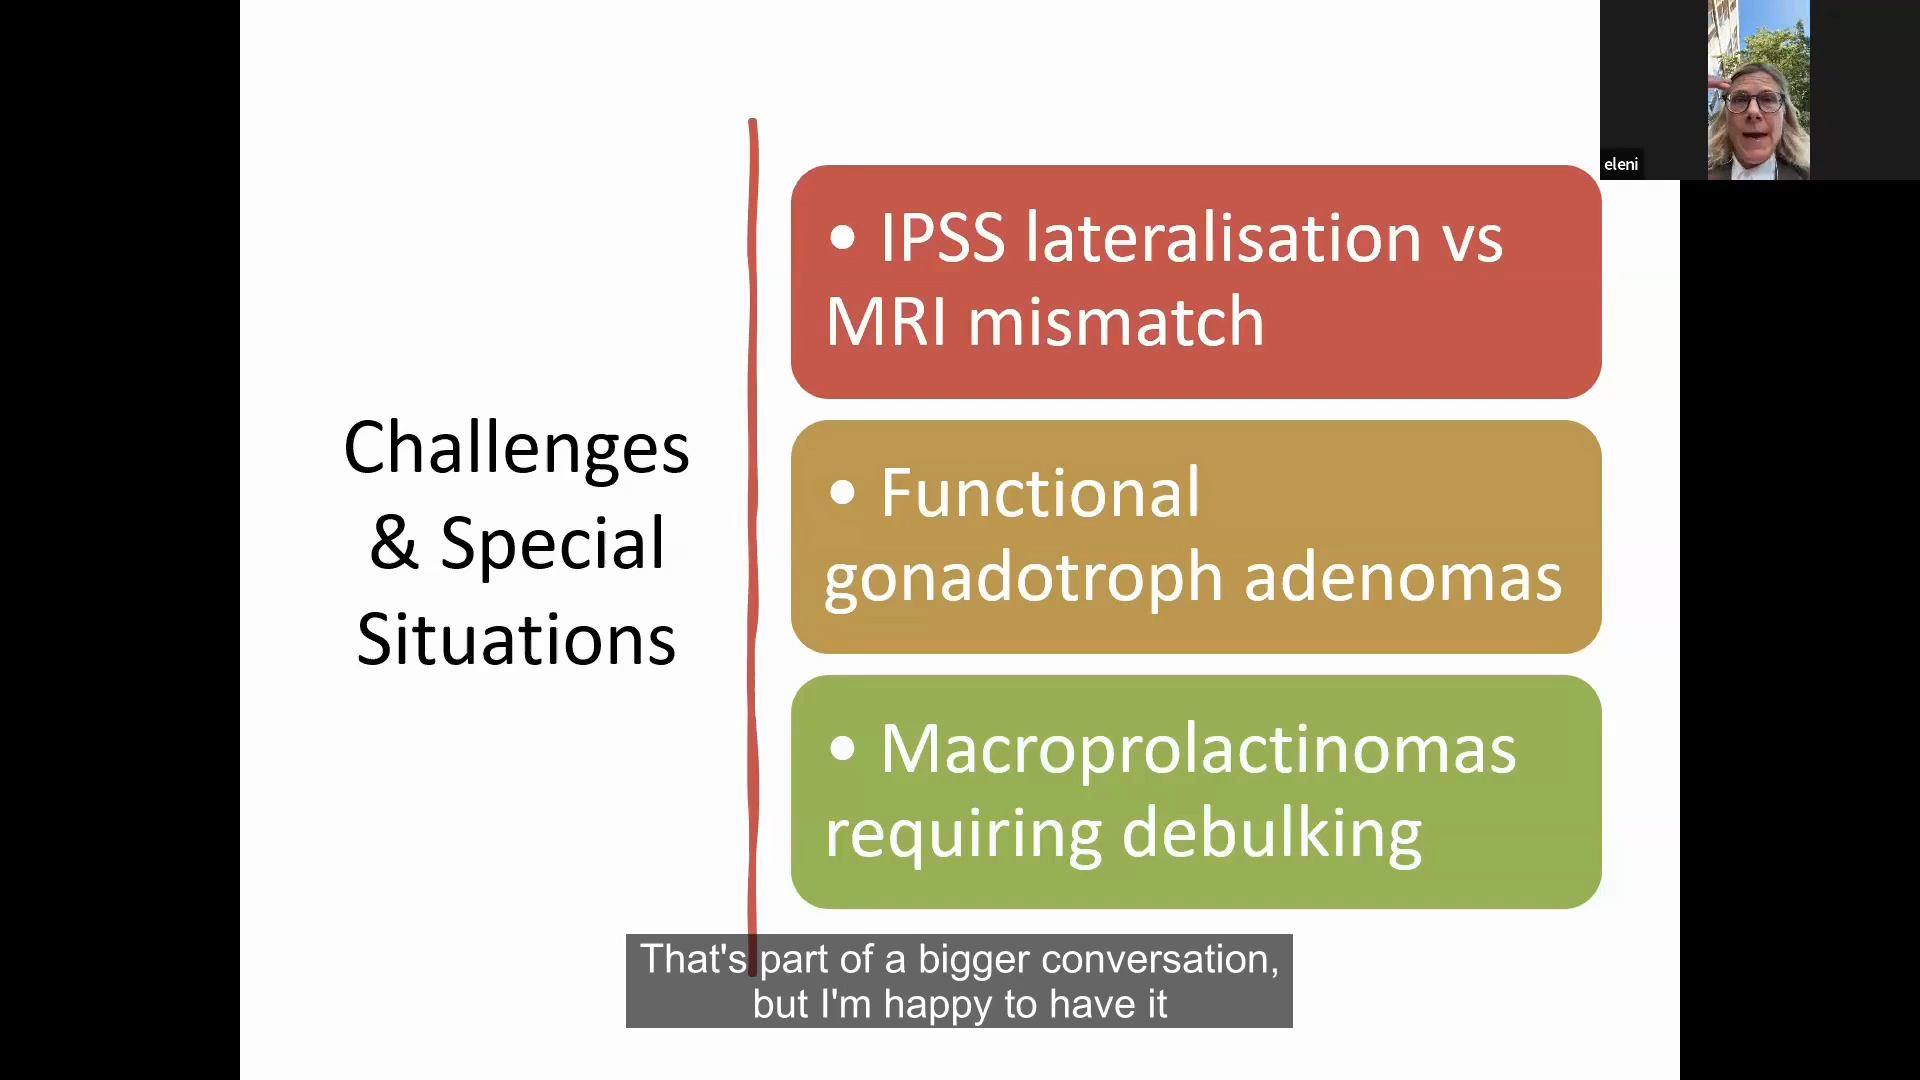 eleni
Challenges
& Special
Situations
• IPSS lateralisation vs
MRI mismatch
• Functional
gonadotroph adenomas
• Macroprolactinomas
requiring debulking
That's part of a bigger conversation,
but I'm happy to have it